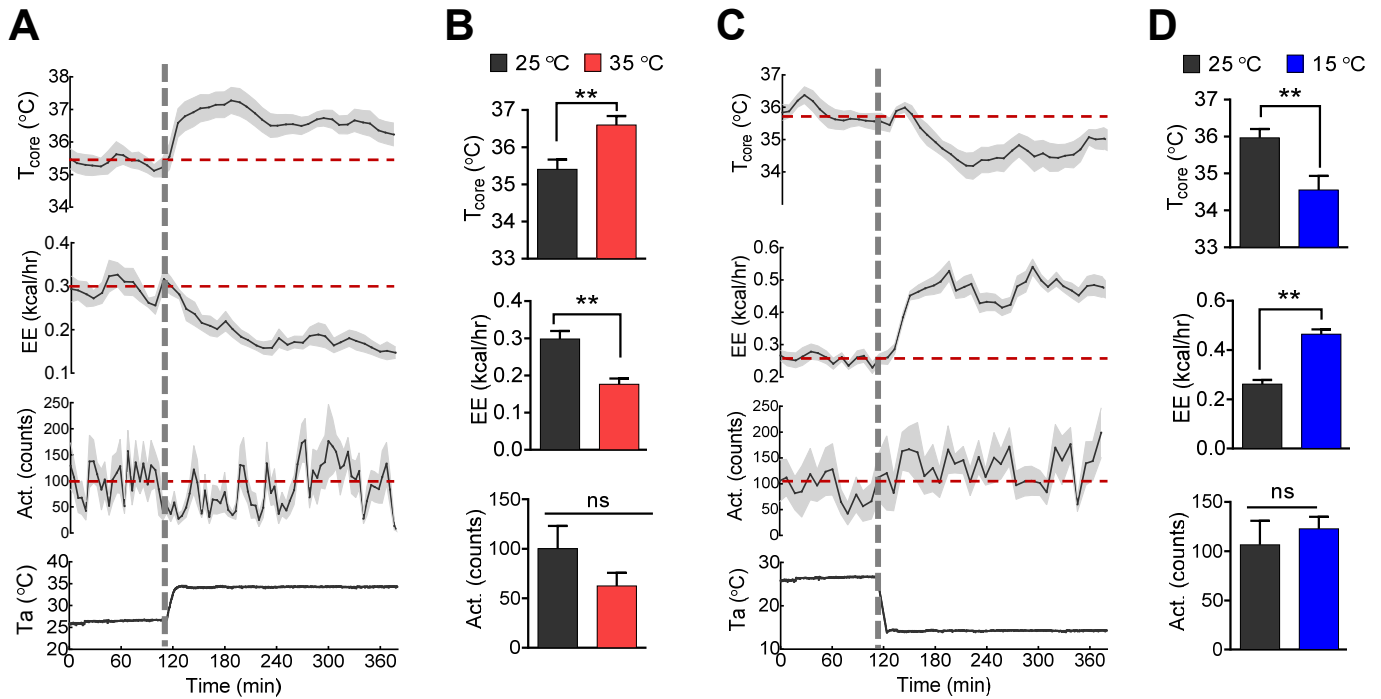 A
T_core (°C)
38
37
36
35
34
EE (kcal/hr)
0.4
0.3
0.2
0.1
Act. (counts)
250
200
150
100
50
0
Ta (°C)
40
35
30
25
20
0 60 120 180 240 300 360
Time (min)
B
25 °C 35 °C
T_core (°C)
37
36
35
34
33
**
EE (kcal/hr)
0.4
0.3
0.2
0.1
0.0
**
Act. (counts)
150
100
50
0
ns
C
T_core (°C)
37
36
35
34
EE (kcal/hr)
0.6
0.5
0.4
0.3
0.2
Act. (counts)
250
200
150
100
50
0
Ta (°C)
30
20
10
0 60 120 180 240 300 360
Time (min)
D
25 °C 15 °C
T_core (°C)
37
36
35
34
33
**
EE (kcal/hr)
0.6
0.4
0.2
0.0
**
Act. (counts)
150
100
50
0
ns